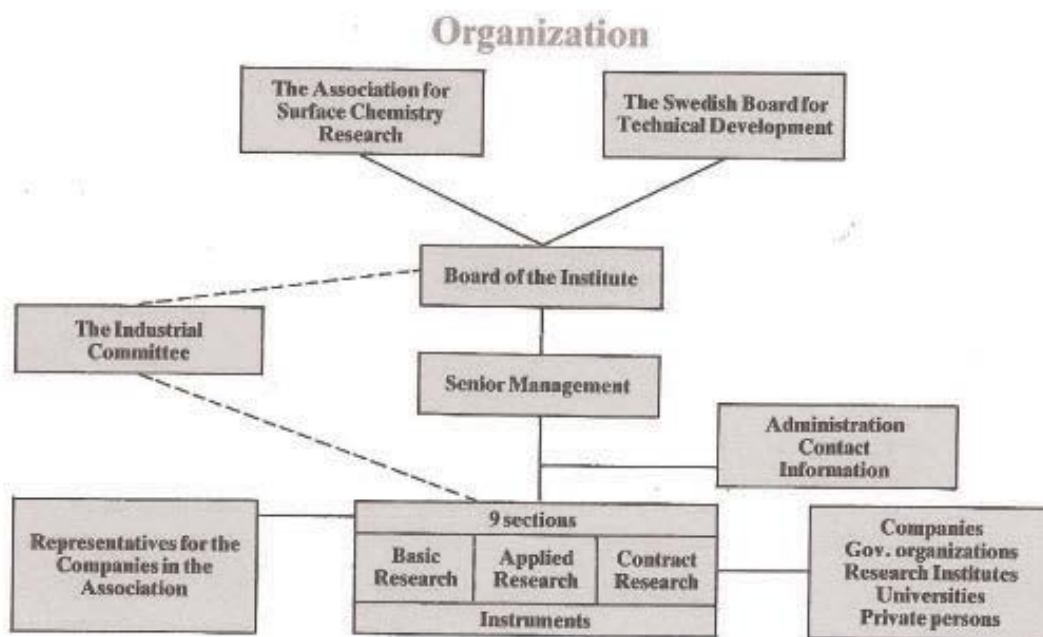 Organization
The Association for
Surface Chemistry
Research
The Swedish Board for
Technical Development
Board of the Institute
The Industrial
Committee
Senior Management
Administration
Contact
Information
Representatives for the
Companies in the
Association
9 sections
Basic
Research
Applied
Research
Contract
Research
Instruments
Companies
Gov. organizations
Research Institutes
Universities
Private persons